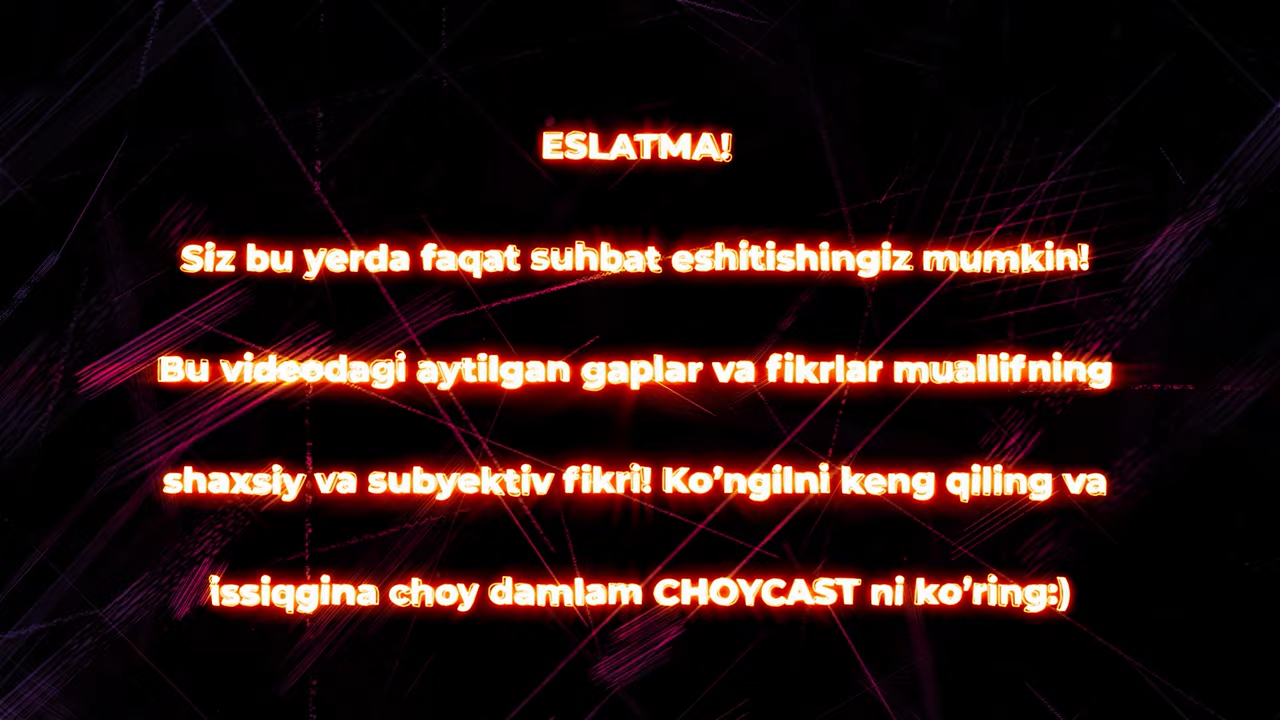 ESLATMA!
Siz bu yerda faqat suhbat eshitishingiz mumkin!
Bu videodagi aytilgan gaplar va fikrlar muallifning
shaxsiy va subyektiv fikri! Ko’ngilni keng qiling va
issiqgina choy damlam CHOYCAST ni ko’ring:)